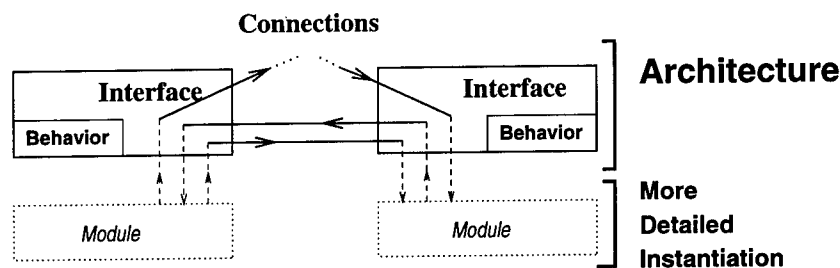 Connections
Architecture
Interface
Interface
Behavior
Behavior
More
Module
Module
Detailed
Instantiation